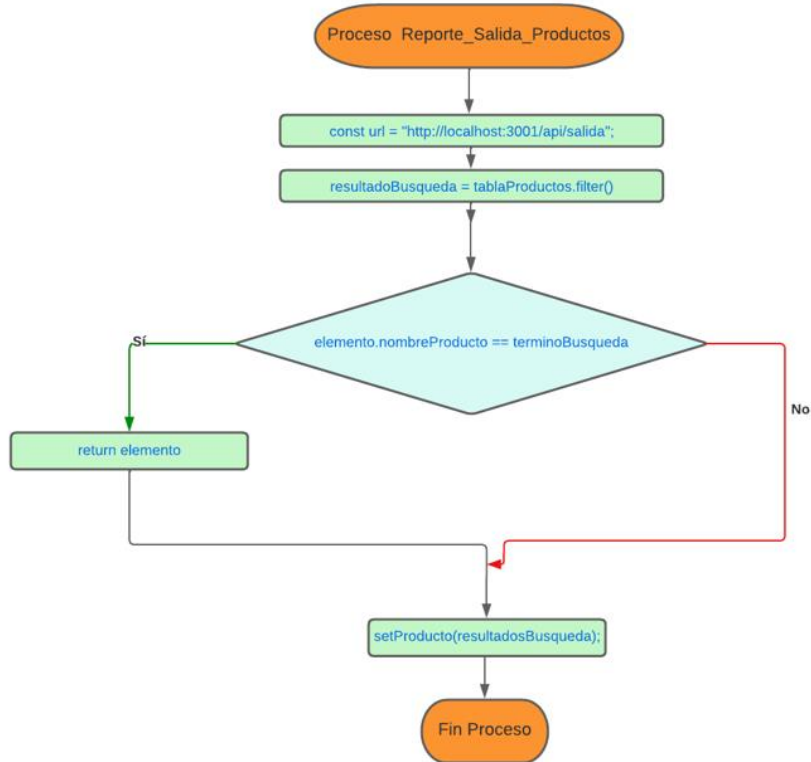 Proceso  Reporte_Salida_Productos
const url = "http://localhost:3001/api/salida";
resultadoBusqueda = tablaProductos.filter()
elemento.nombreProducto == terminoBusqueda
Sí
No
return elemento
setProducto(resultadosBusqueda);
Fin Proceso